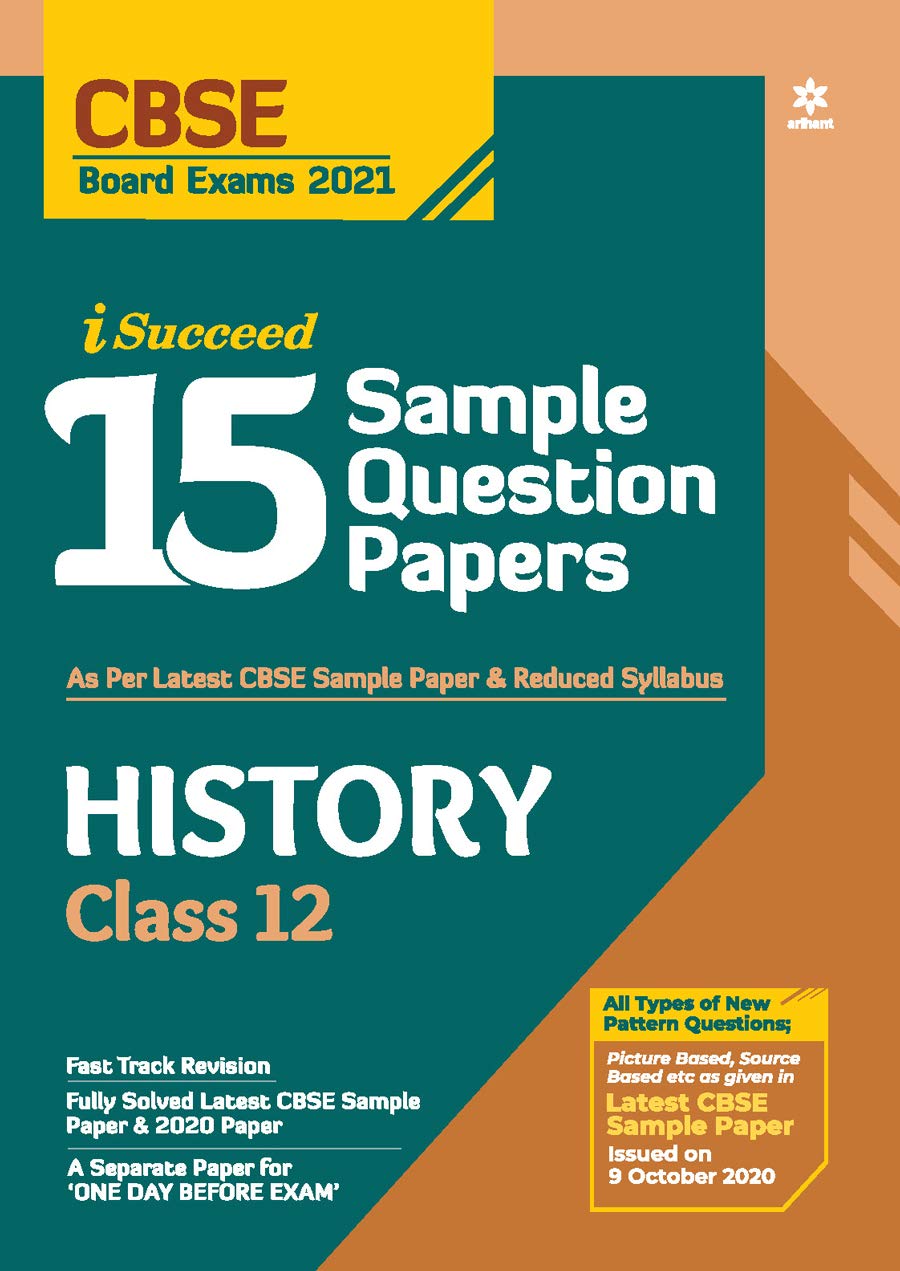 CBSE
Board Exams 2021
arihant
i Succeed
15 Sample
Question
Papers
As Per Latest CBSE Sample Paper & Reduced Syllabus
HISTORY
Class 12
Fast Track Revision
Fully Solved Latest CBSE Sample
Paper & 2020 Paper
A Separate Paper for
‘ONE DAY BEFORE EXAM’
All Types of New
Pattern Questions;
Picture Based, Source
Based etc as given in
Latest CBSE
Sample Paper
Issued on
9 October 2020